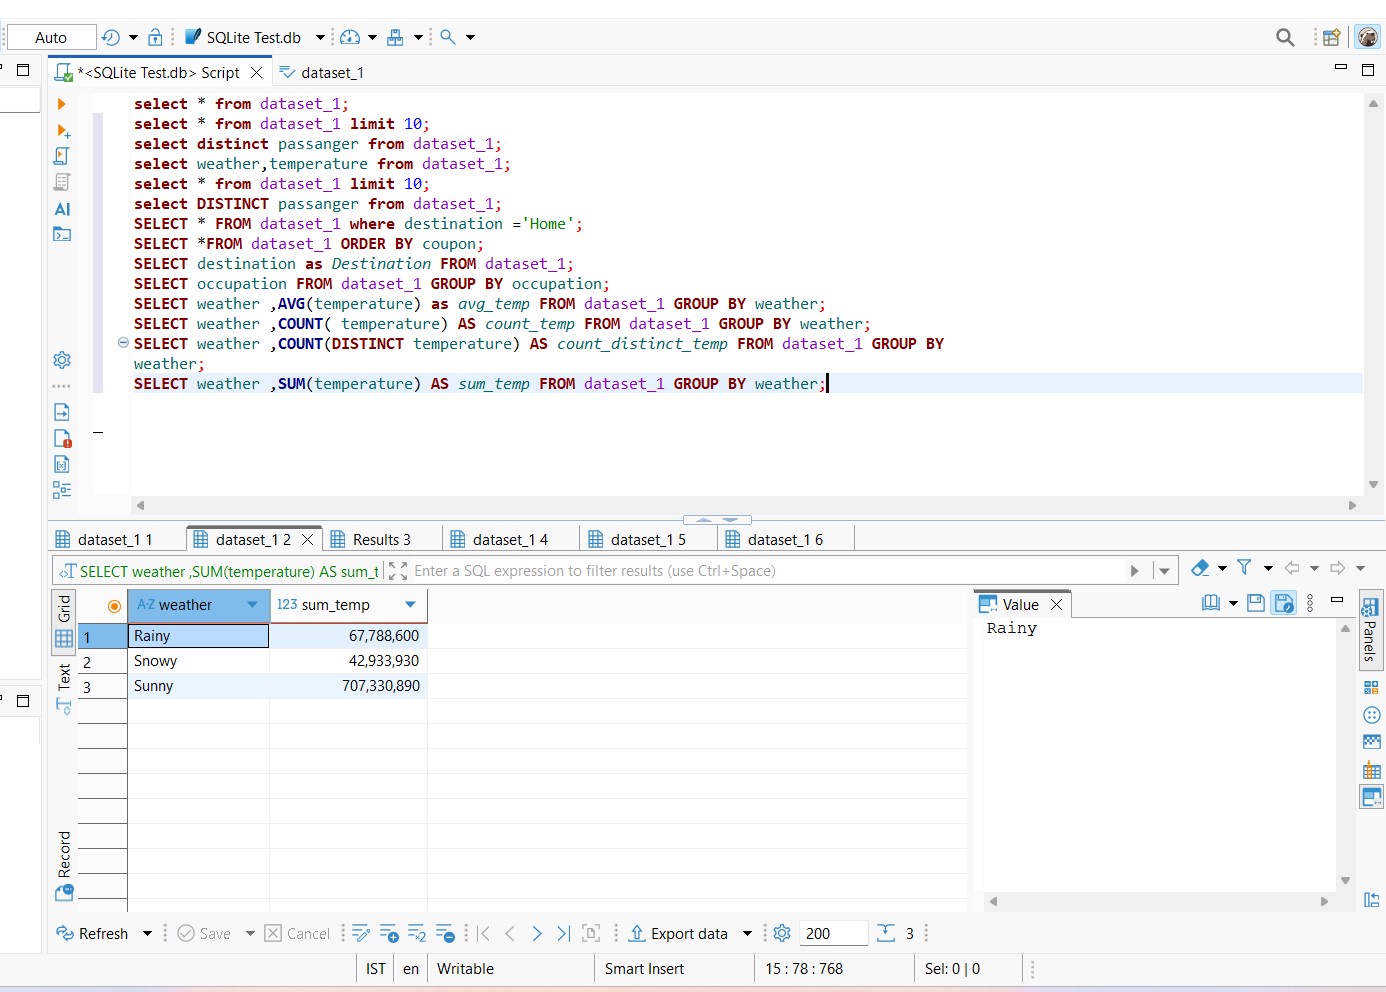 Auto
SQLite Test.db
*<SQLite Test.db> Script
dataset_1
select * from dataset_1;
select * from dataset_1 limit 10;
select distinct passanger from dataset_1;
select weather,temperature from dataset_1;
select * from dataset_1 limit 10;
select DISTINCT passanger from dataset_1;
SELECT * FROM dataset_1 where destination ='Home';
SELECT *FROM dataset_1 ORDER BY coupon;
SELECT destination as Destination FROM dataset_1;
SELECT occupation FROM dataset_1 GROUP BY occupation;
SELECT weather ,AVG(temperature) as avg_temp FROM dataset_1 GROUP BY weather;
SELECT weather ,COUNT( temperature) AS count_temp FROM dataset_1 GROUP BY weather;
SELECT weather ,COUNT(DISTINCT temperature) AS count_distinct_temp FROM dataset_1 GROUP BY
weather;
SELECT weather ,SUM(temperature) AS sum_temp FROM dataset_1 GROUP BY weather;
AI
dataset_1 1
dataset_1 2
Results 3
dataset_1 4
dataset_1 5
dataset_1 6
SELECT weather ,SUM(temperature) AS sum_t
Enter a SQL expression to filter results (use Ctrl+Space)
Grid
Text
Record
A-Z weather
123 sum_temp
1 Rainy 67,788,600
2 Snowy 42,933,930
3 Sunny 707,330,890
Value
Rainy
Panels
Refresh
Save
Cancel
Export data
200
3
IST
en
Writable
Smart Insert
15 : 78 : 768
Sel: 0 | 0